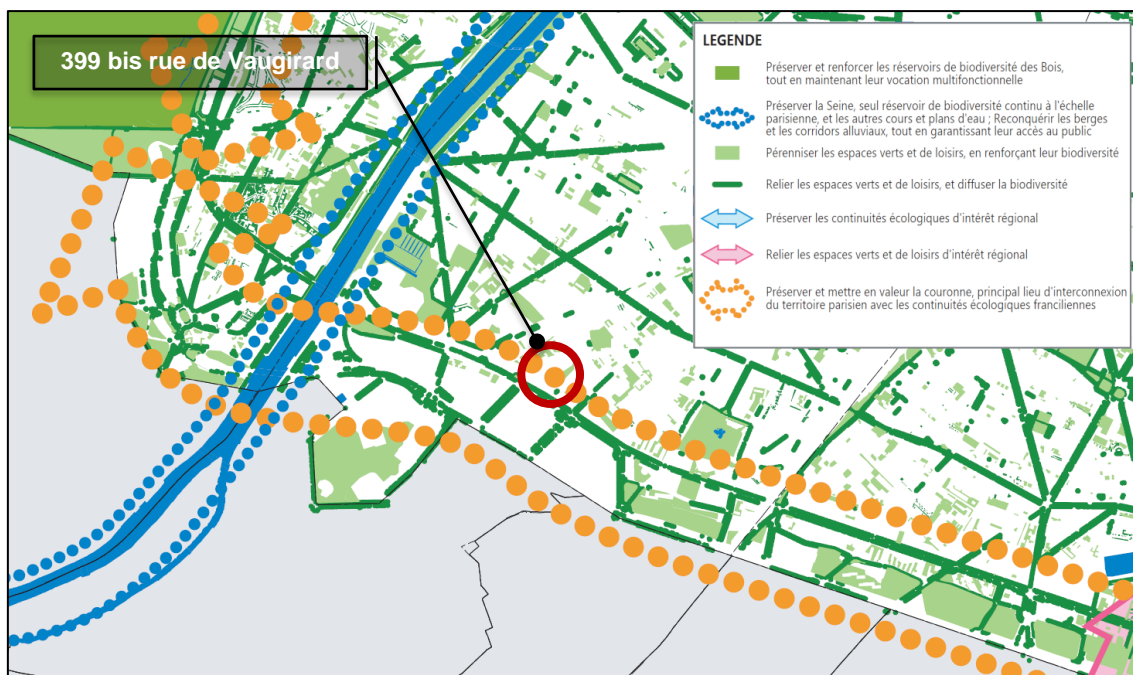 399 bis rue de Vaugirard
LEGENDE
Préserver et renforcer les réservoirs de biodiversité des Bois,
tout en maintenant leur vocation multifonctionnelle
Préserver la Seine, seul réservoir de biodiversité continu à l'échelle
parisienne, et les autres cours et plans d'eau ; Reconquérir les berges
et les corridors alluviaux, tout en garantissant leur accès au public
Pérenniser les espaces verts et de loisirs, en renforçant leur biodiversité
Relier les espaces verts et de loisirs, et diffuser la biodiversité
Préserver les continuités écologiques d'intérêt régional
Relier les espaces verts et de loisirs d'intérêt régional
Préserver et mettre en valeur la couronne, principal lieu d'interconnexion
du territoire parisien avec les continuités écologiques franciliennes